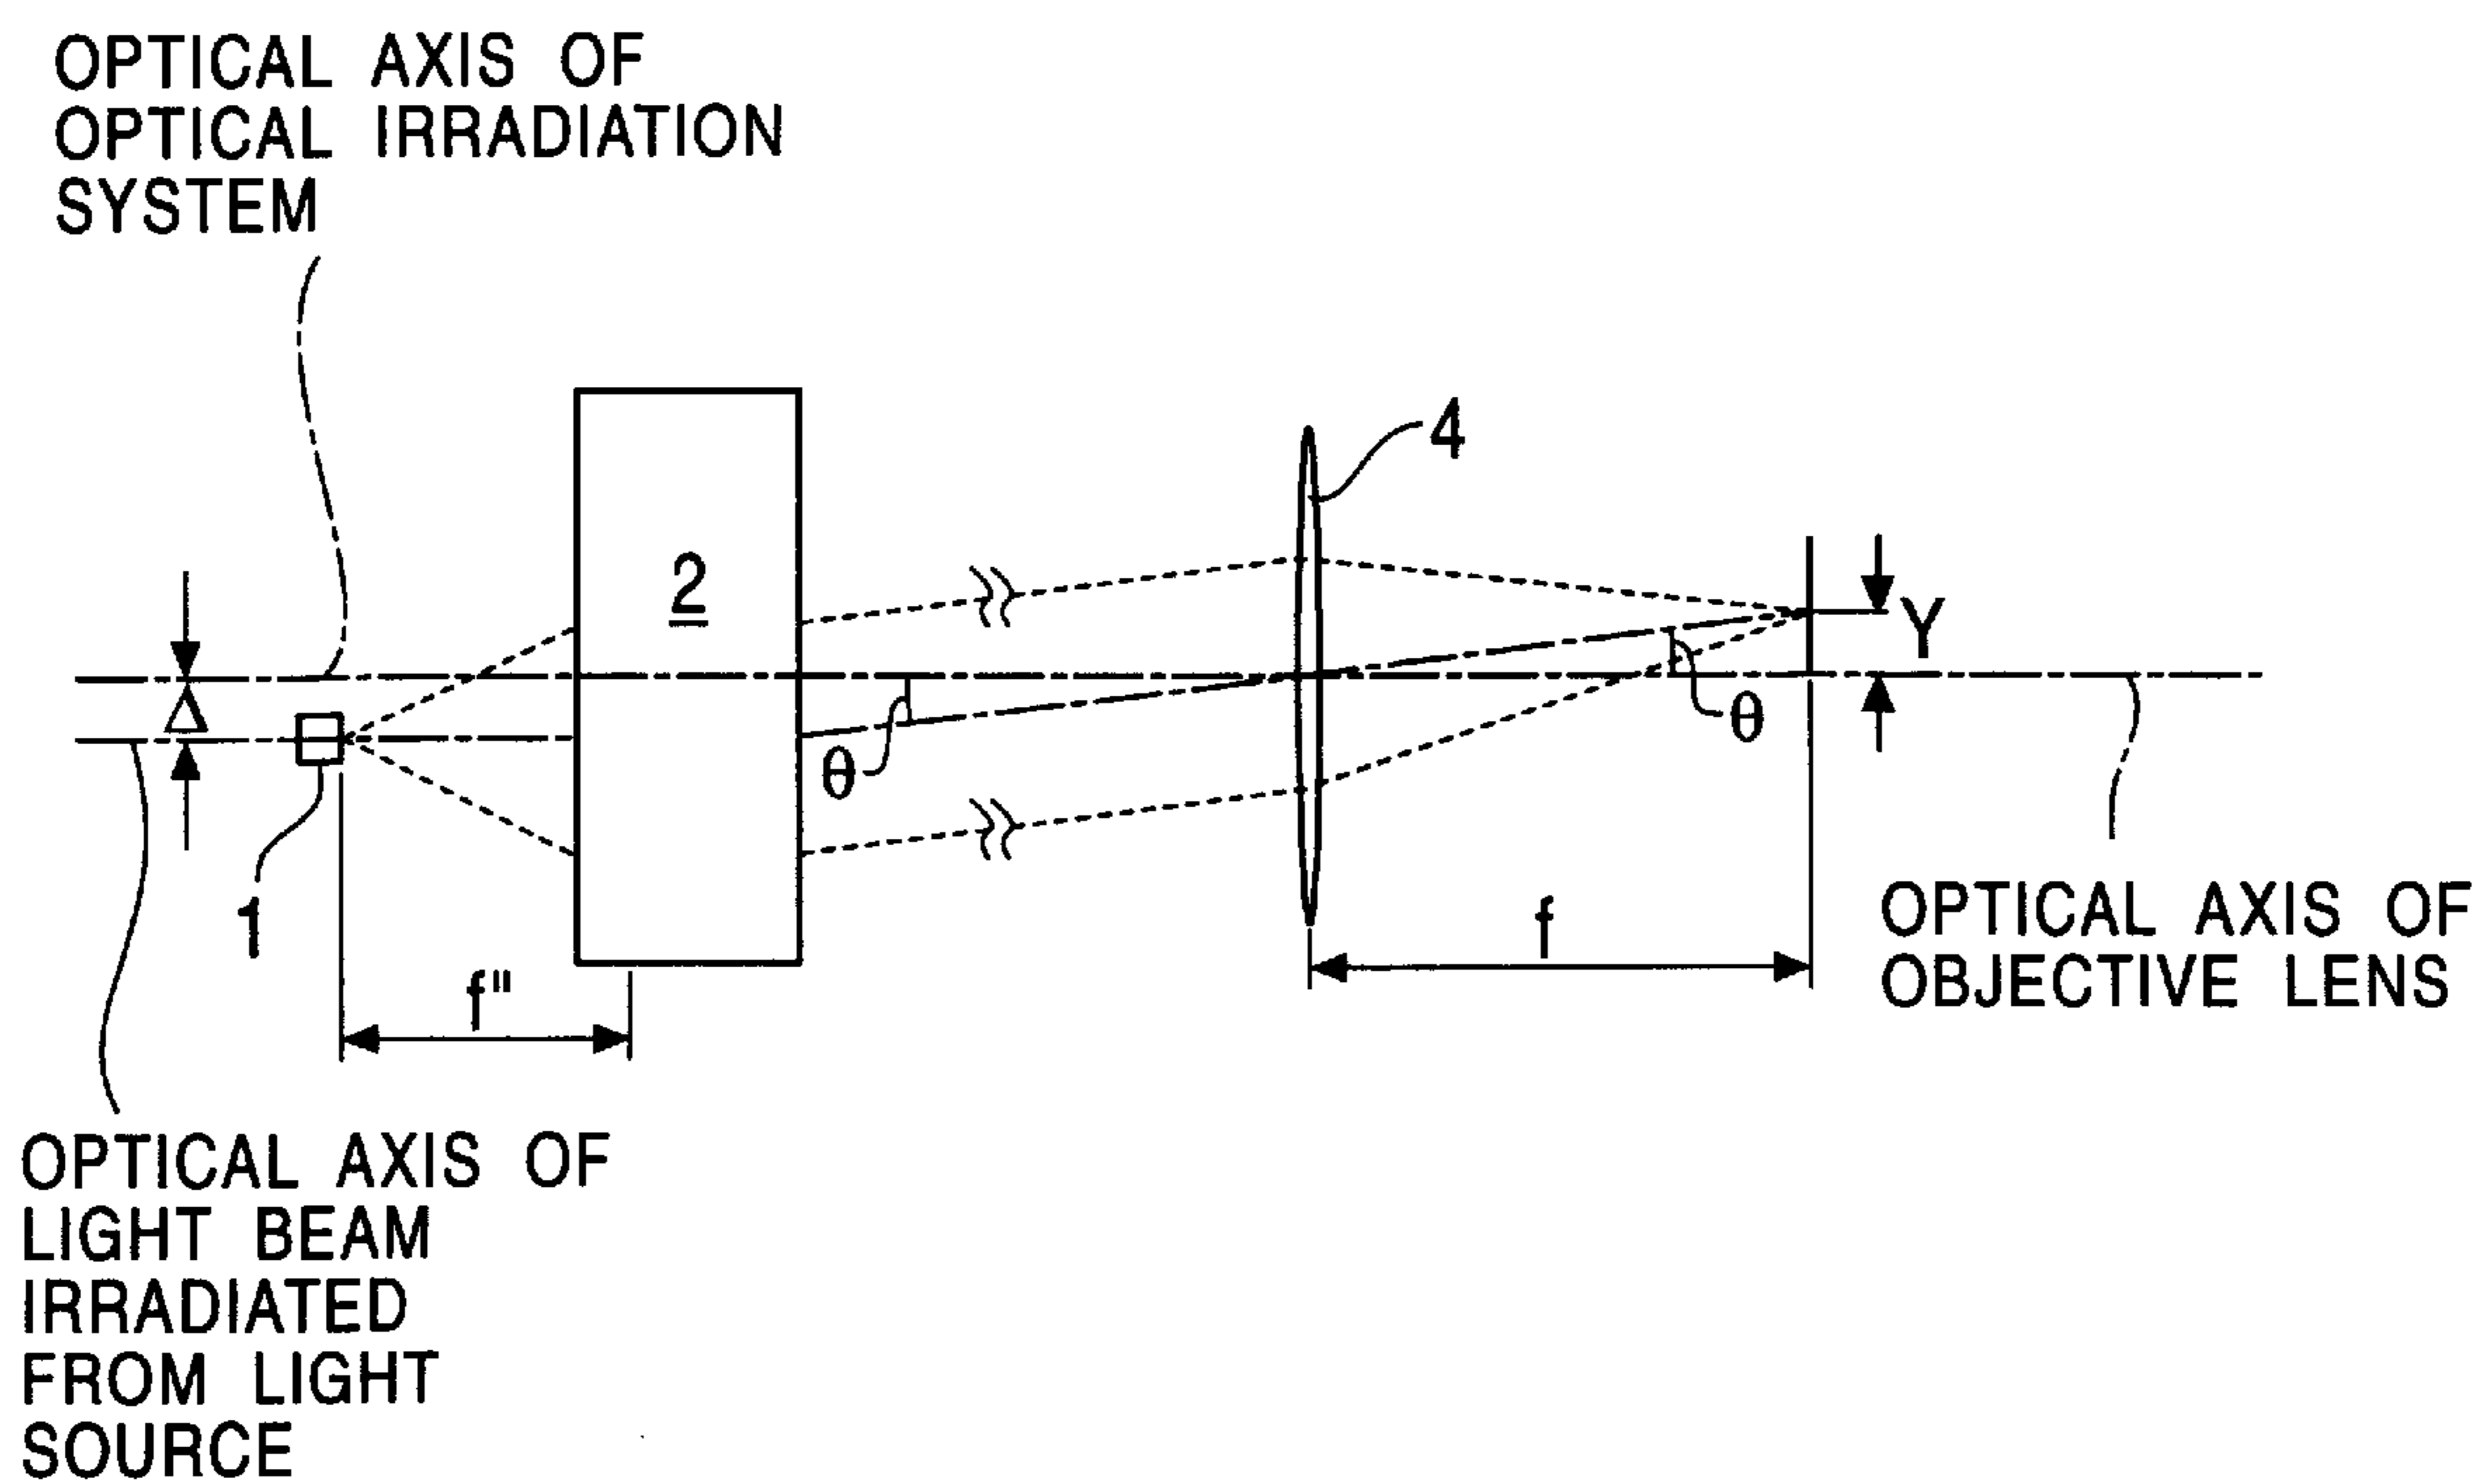 OPTICAL AXIS OF
OPTICAL IRRADIATION
SYSTEM
4
2
Y
Δ
θ
θ
1
f
f"
OPTICAL AXIS OF
OBJECTIVE LENS
OPTICAL AXIS OF
LIGHT BEAM
IRRADIATED
FROM LIGHT
SOURCE